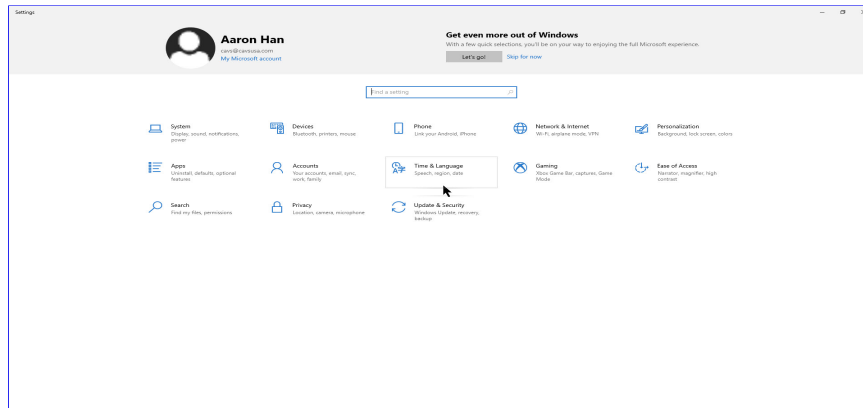 Settings
Aaron Han
cavs@cavsusa.com
My Microsoft account
Get even more out of Windows
With a few quick selections, you'll be on your way to enjoying the full Microsoft experience.
Let's go!
Skip for now
Find a setting
System
Display, sound, notifications,
power
Devices
Bluetooth, printers, mouse
Phone
Link your Android, iPhone
Network & Internet
Wi-Fi, airplane mode, VPN
Personalization
Background, lock screen, colors
Apps
Uninstall, defaults, optional
features
Accounts
Your accounts, email, sync,
work, family
Time & Language
Speech, region, date
Gaming
Xbox Game Bar, captures, Game
Mode
Ease of Access
Narrator, magnifier, high
contrast
Search
Find my files, permissions
Privacy
Location, camera, microphone
Update & Security
Windows Update, recovery,
backup